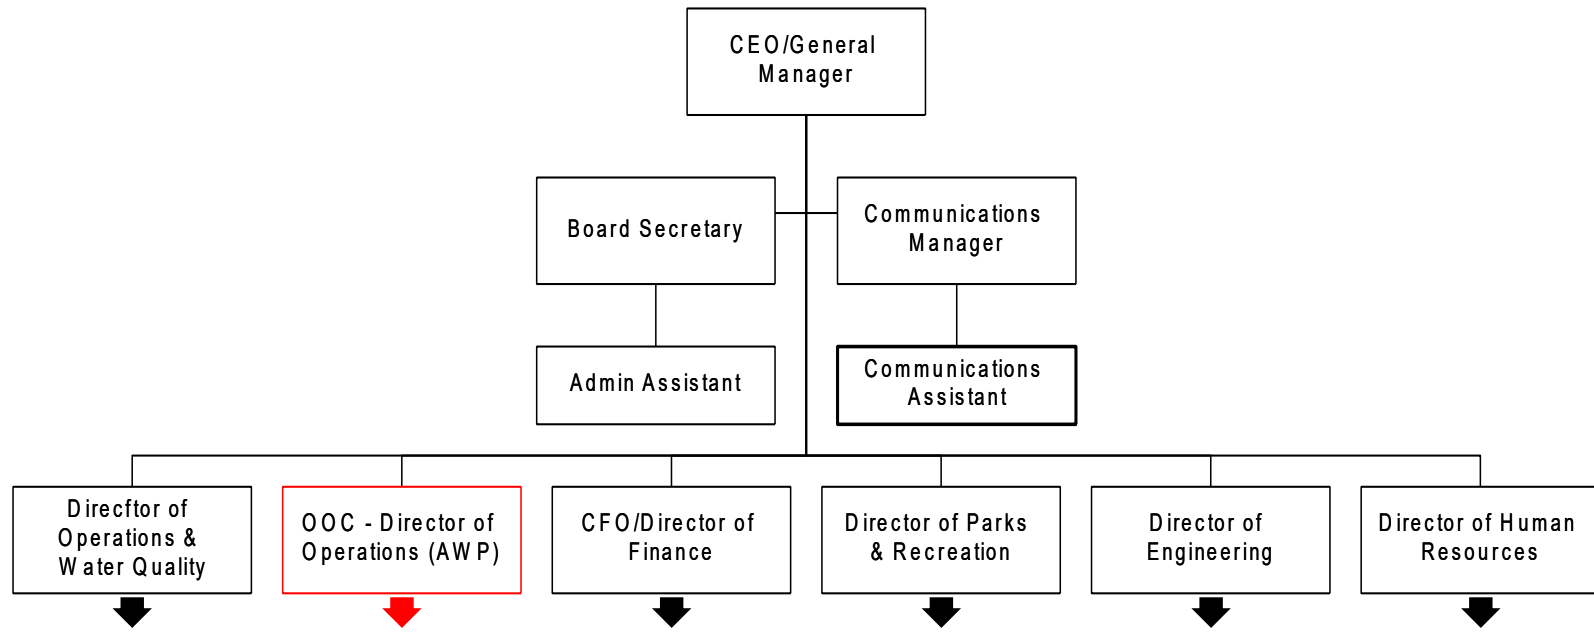 CEO/General
Manager
Board Secretary
Communications
Manager
Admin Assistant
Communications
Assistant
Direcftor of
Operations &
Water Quality
OOC - Director of
Operations (AWP)
CFO/Director of
Finance
Director of Parks
& Recreation
Director of
Engineering
Director of Human
Resources